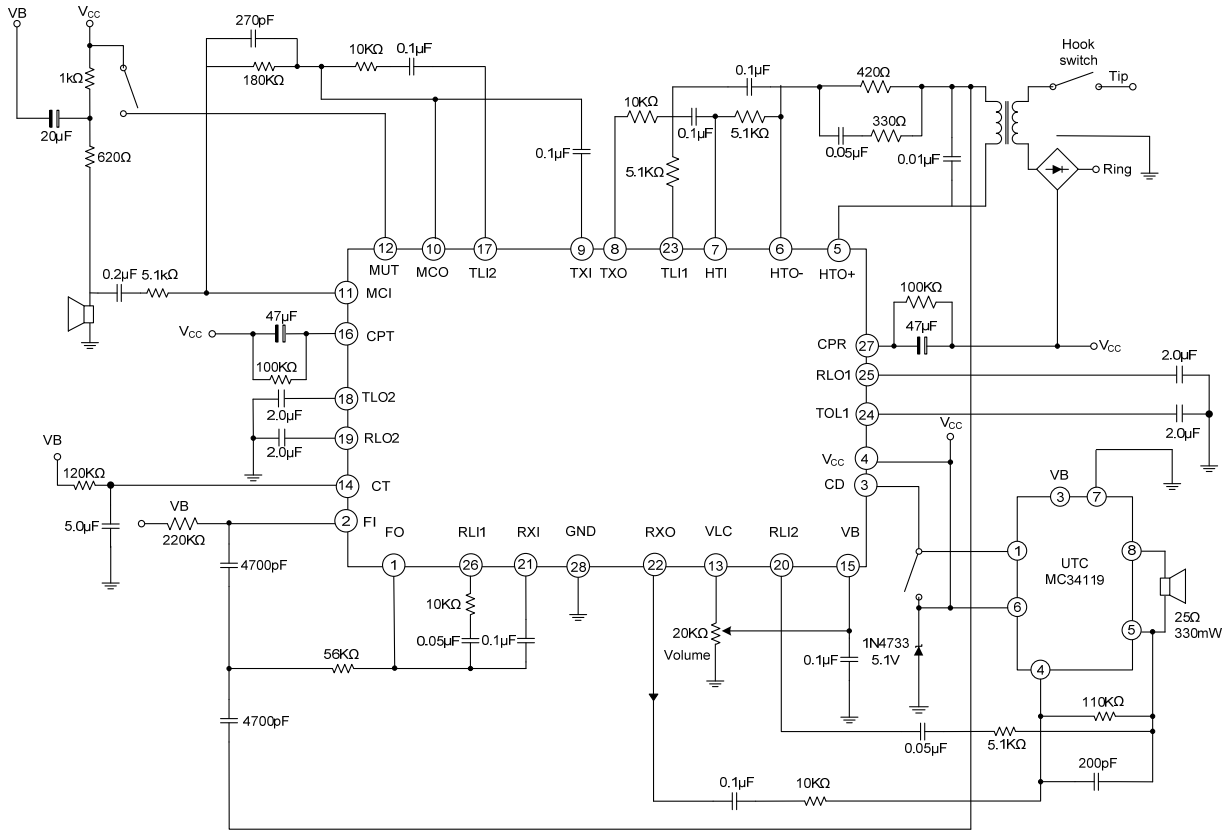 VB
VCC
270pF
10KΩ
0.1µF
180KΩ
1kΩ
20µF
620Ω
0.1µF
0.1µF
10KΩ
0.1µF
5.1KΩ
5.1KΩ
420Ω
330Ω
0.05µF
0.01µF
Hook
switch
Tip
Ring
12
10
17
9
8
23
7
6
5
MUT
MCO
TLI2
TXI
TXO
TLI1
HTI
HTO-
HTO+
0.2µF
5.1kΩ
11
MCI
VCC
47µF
16
CPT
100KΩ
100KΩ
47µF
CPR
27
VCC
18
TLO2
2.0µF
19
RLO2
2.0µF
RLO1
25
2.0µF
TOL1
24
2.0µF
VB
120KΩ
14
CT
5.0µF
VB
220KΩ
2
FI
VCC
VCC
4
CD
3
VB
3
7
FO
RLI1
RXI
GND
RXO
VLC
RLI2
VB
1
26
21
28
22
13
20
15
1
8
UTC
MC34119
6
5
4
25Ω
330mW
4700pF
10KΩ
0.05µF
0.1µF
20KΩ
Volume
0.1µF
1N4733
5.1V
56KΩ
4700pF
110KΩ
0.05µF
5.1KΩ
200pF
0.1µF
10KΩ